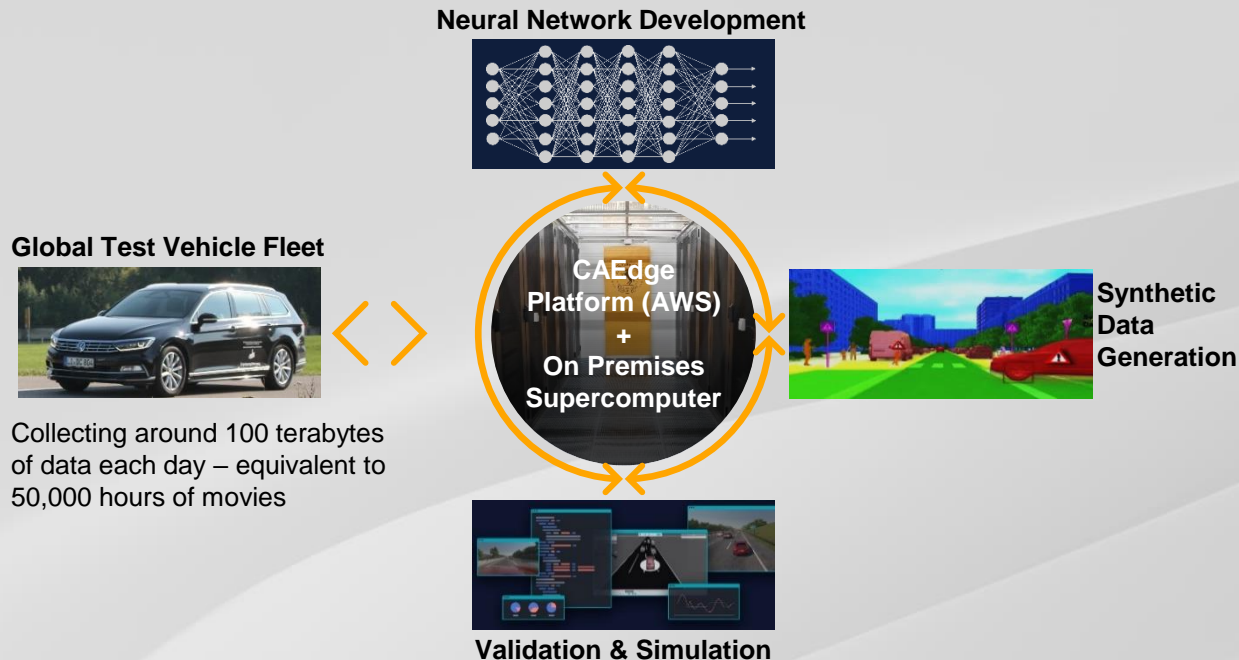 Neural Network Development
Global Test Vehicle Fleet
CAEdge
Platform (AWS)
+
On Premises
Supercomputer
Synthetic
Data
Generation
Collecting around 100 terabytes
of data each day – equivalent to
50,000 hours of movies
Validation & Simulation